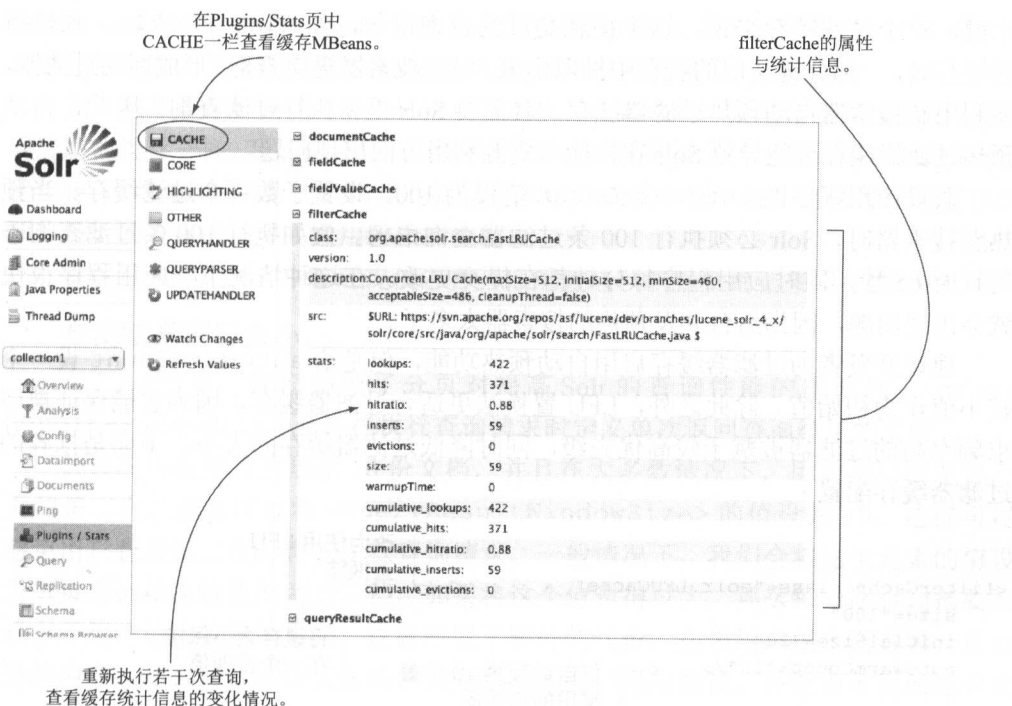 在Plugins/Stats页中
CACHE一栏查看缓存MBeans。
filterCache的属性
与统计信息。
Apache
Solr
Dashboard
Logging
Core Admin
Java Properties
Thread Dump
collection1
Overview
Analysis
Config
Dataimport
Documents
Ping
Plugins / Stats
Query
Replication
Schema
Schema Browser
CACHE
CORE
HIGHLIGHTING
OTHER
QUERYHANDLER
QUERYPARSER
UPDATEHANDLER
Watch Changes
Refresh Values
documentCache
fieldCache
fieldValueCache
filterCache
class: org.apache.solr.search.FastLRUCache
version: 1.0
description: Concurrent LRU Cache(maxSize=512, initialSize=512, minSize=460,
acceptableSize=486, cleanupThread=false)
src: $URL: https://svn.apache.org/repos/asf/lucene/dev/branches/lucene_solr_4_x/
solr/core/src/java/org/apache/solr/search/FastLRUCache.java $
stats: lookups: 422
hits: 371
hitratio: 0.88
inserts: 59
evictions: 0
size: 59
warmupTime: 0
cumulative_lookups: 422
cumulative_hits: 371
cumulative_hitratio: 0.88
cumulative_inserts: 59
cumulative_evictions: 0
queryResultCache
重新执行若干次查询，
查看缓存统计信息的变化情况。